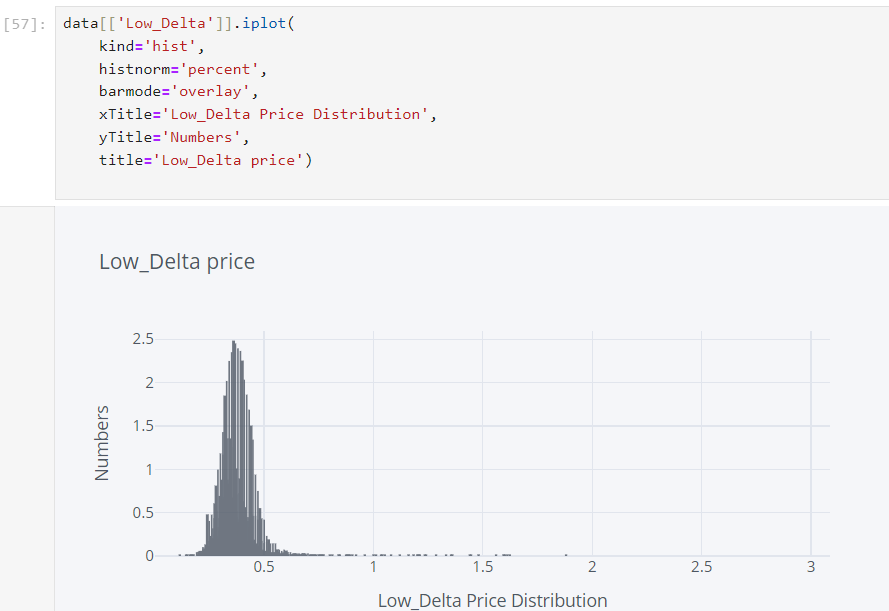 [57]: data[['Low_Delta']].iplot(
kind='hist',
histnorm='percent',
barmode='overlay',
xTitle='Low_Delta Price Distribution',
yTitle='Numbers',
title='Low_Delta price')
Low_Delta price
2.5
2
1.5
1
0.5
0
Numbers
0.5 1 1.5 2 2.5 3
Low_Delta Price Distribution